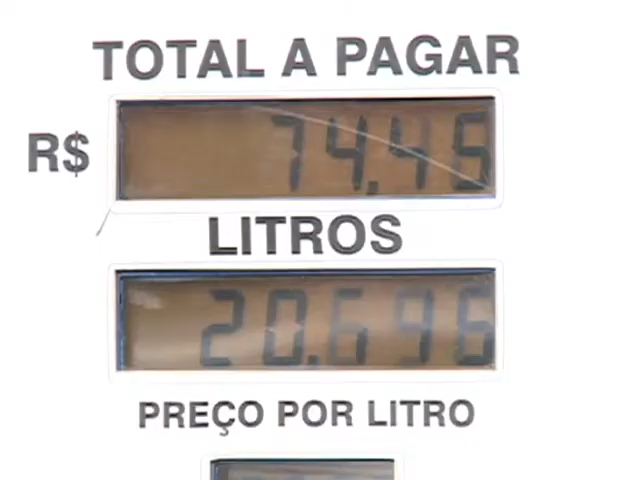 TOTAL A PAGAR
R$ 74.45
LITROS
20.696
PREÇO POR LITRO